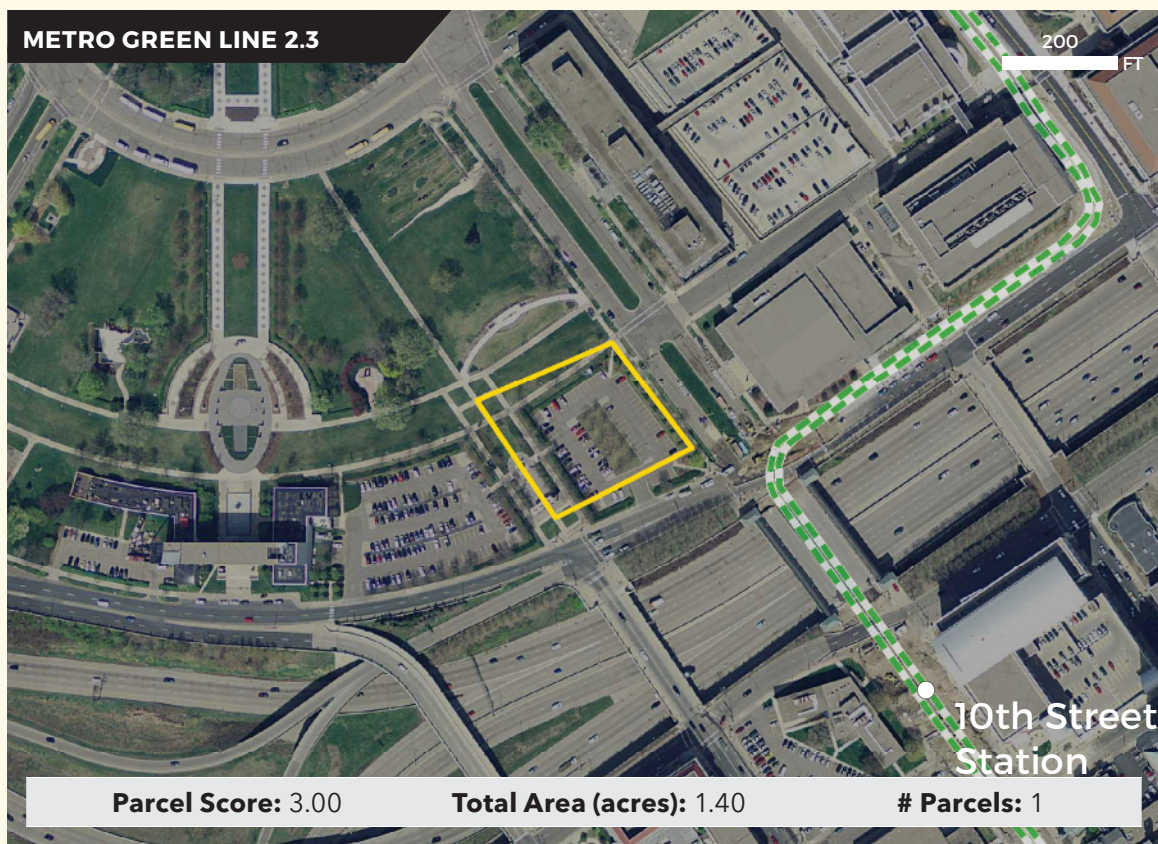 METRO GREEN LINE 2.3
200
FT
10th Street
Station
Parcel Score: 3.00 Total Area (acres): 1.40 # Parcels: 1